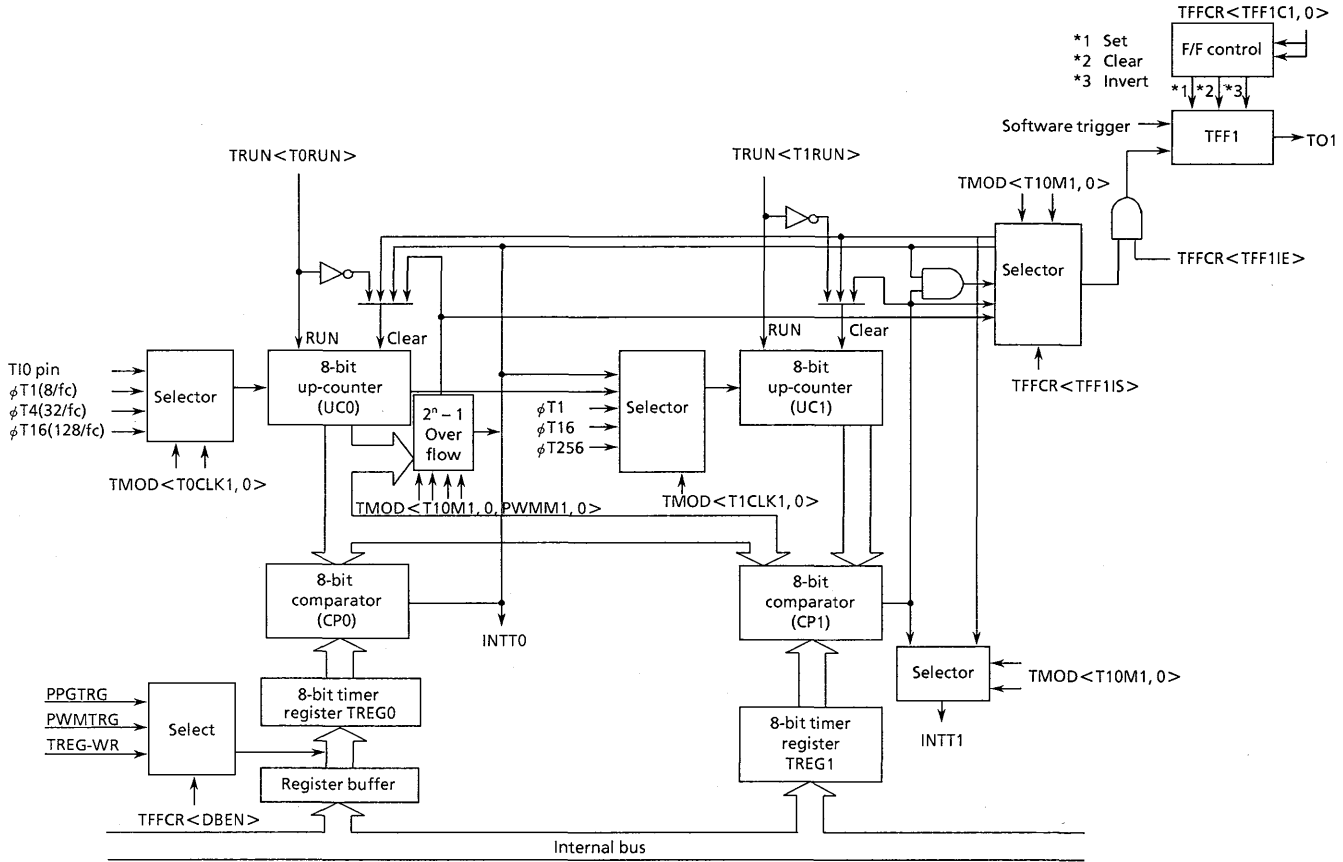 TFFCR<TFF1C1, 0>
*1 Set
*2 Clear
*3 Invert
F/F control
*1 *2 *3
Software trigger
TFF1
TO1
TRUN<T0RUN>
TRUN<T1RUN>
TMOD<T10M1, 0>
Selector
TFFCR<TFF1IE>
TFFCR<TFF1IS>
RUN
Clear
RUN
Clear
TI0 pin
φT1(8/fc)
φT4(32/fc)
φT16(128/fc)
Selector
TMOD<T0CLK1, 0>
8-bit
up-counter
(UC0)
2ⁿ – 1
Over
flow
TMOD<T10M1, 0, PWMM1, 0>
φT1
φT16
φT256
Selector
TMOD<T1CLK1, 0>
8-bit
up-counter
(UC1)
8-bit
comparator
(CP0)
INTT0
8-bit
comparator
(CP1)
Selector
TMOD<T10M1, 0>
INTT1
PPGTRG
PWMTRG
TREG-WR
Select
TFFCR<DBEN>
8-bit timer
register TREG0
Register buffer
8-bit timer
register
TREG1
Internal bus